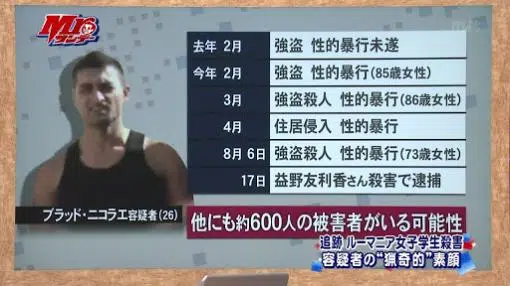 Mr.サンデー
去年 2月 強盗 性的暴行未遂
今年 2月 強盗 性的暴行(85歳女性)
3月 強盗殺人 性的暴行(86歳女性)
4月 住居侵入 性的暴行
8月 6日 強盗殺人 性的暴行(73歳女性)
17日 益野友利香さん殺害で逮捕
ブラッド・ニコラエ容疑者(26)
他にも約600人の被害者がいる可能性
追跡 ルーマニア女子学生殺害
容疑者の“猟奇的”素顔